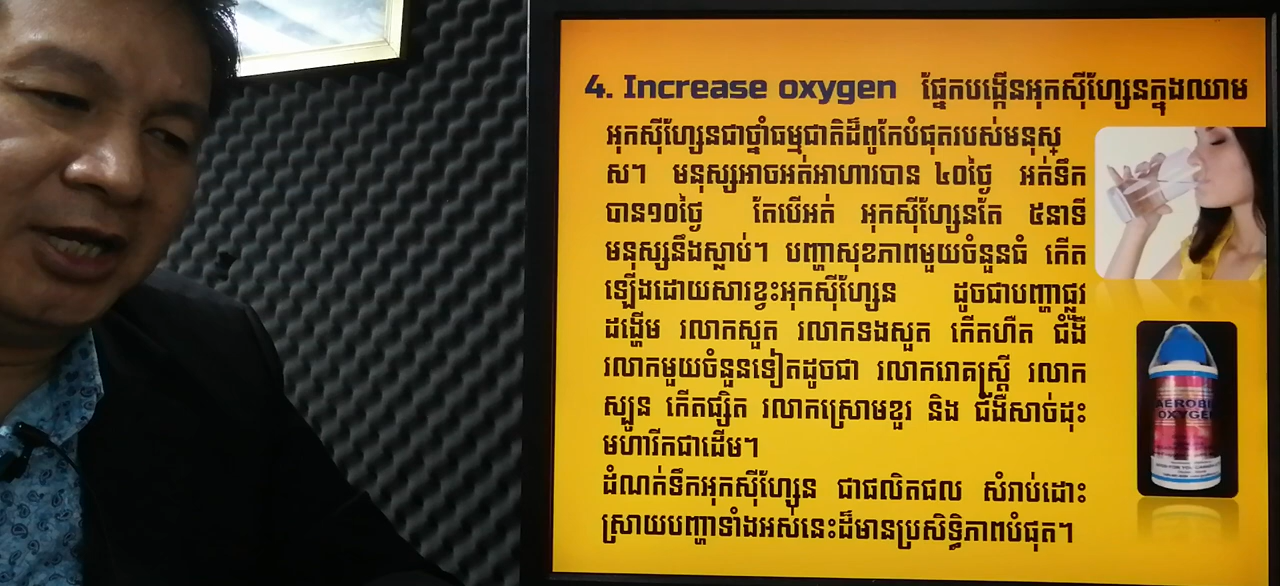 4. Increase oxygen ផ្នែកបង្កើនអុកស៊ីហ្សែនក្នុងឈាម
អុកស៊ីហ្សែនជាថ្នាំធម្មជាតិដ៏ពូកែបំផុតរបស់មនុស្
ស។ មនុស្សអាចអត់អាហារបាន ៤០ថ្ងៃ អត់ទឹក
បាន១០ថ្ងៃ តែបើអត់ អុកស៊ីហ្សែនតែ ៥នាទី
មនុស្សនឹងស្លាប់។ បញ្ហាសុខភាពមួយចំនួនធំ កើត
ឡើងដោយសារខ្វះអុកស៊ីហ្សែន ដូចជាបញ្ហាផ្លូវ
ដង្ហើម រលាកសួត រលាកទងសួត កើតហឺត ជំងឺ
រលាកមួយចំនួនទៀតដូចជា រលាករោគស្ត្រី រលាក
ស្បូន កើតផ្សិត រលាកស្រោមខួរ និង ជំងឺសាច់ដុះ
មហារីកជាដើម។
ដំណក់ទឹកអុកស៊ីហ្សែន ជាផលិតផល សំរាប់ដោះ
ស្រាយបញ្ហាទាំងអស់នេះដ៏មានប្រសិទ្ធិភាពបំផុត។
AEROBIC
OXYGEN